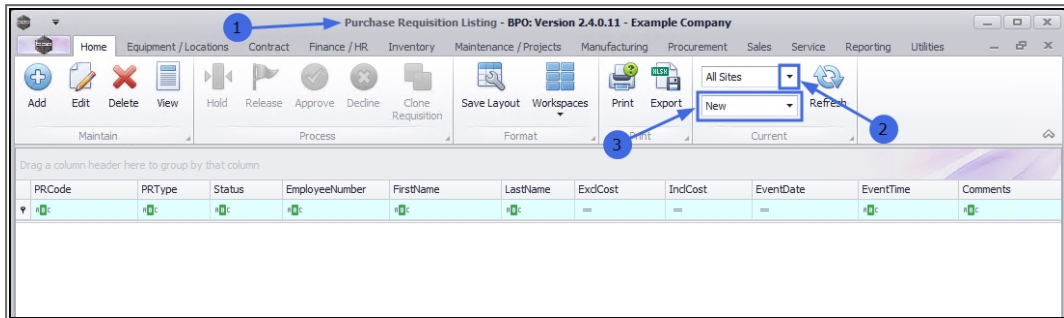 1
Purchase Requisition Listing - BPO: Version 2.4.0.11 - Example Company
Home Equipment / Locations Contract Finance / HR Inventory Maintenance / Projects Manufacturing Procurement Sales Service Reporting Utilities
Add Edit Delete View Hold Release Approve Decline Clone Requisition Save Layout Workspaces Print Export All Sites New Refresh
2
3
Maintain Process Format Print Current
Drag a column header here to group by that column
PRCode PRType Status EmployeeNumber FirstName LastName ExclCost InclCost EventDate EventTime Comments